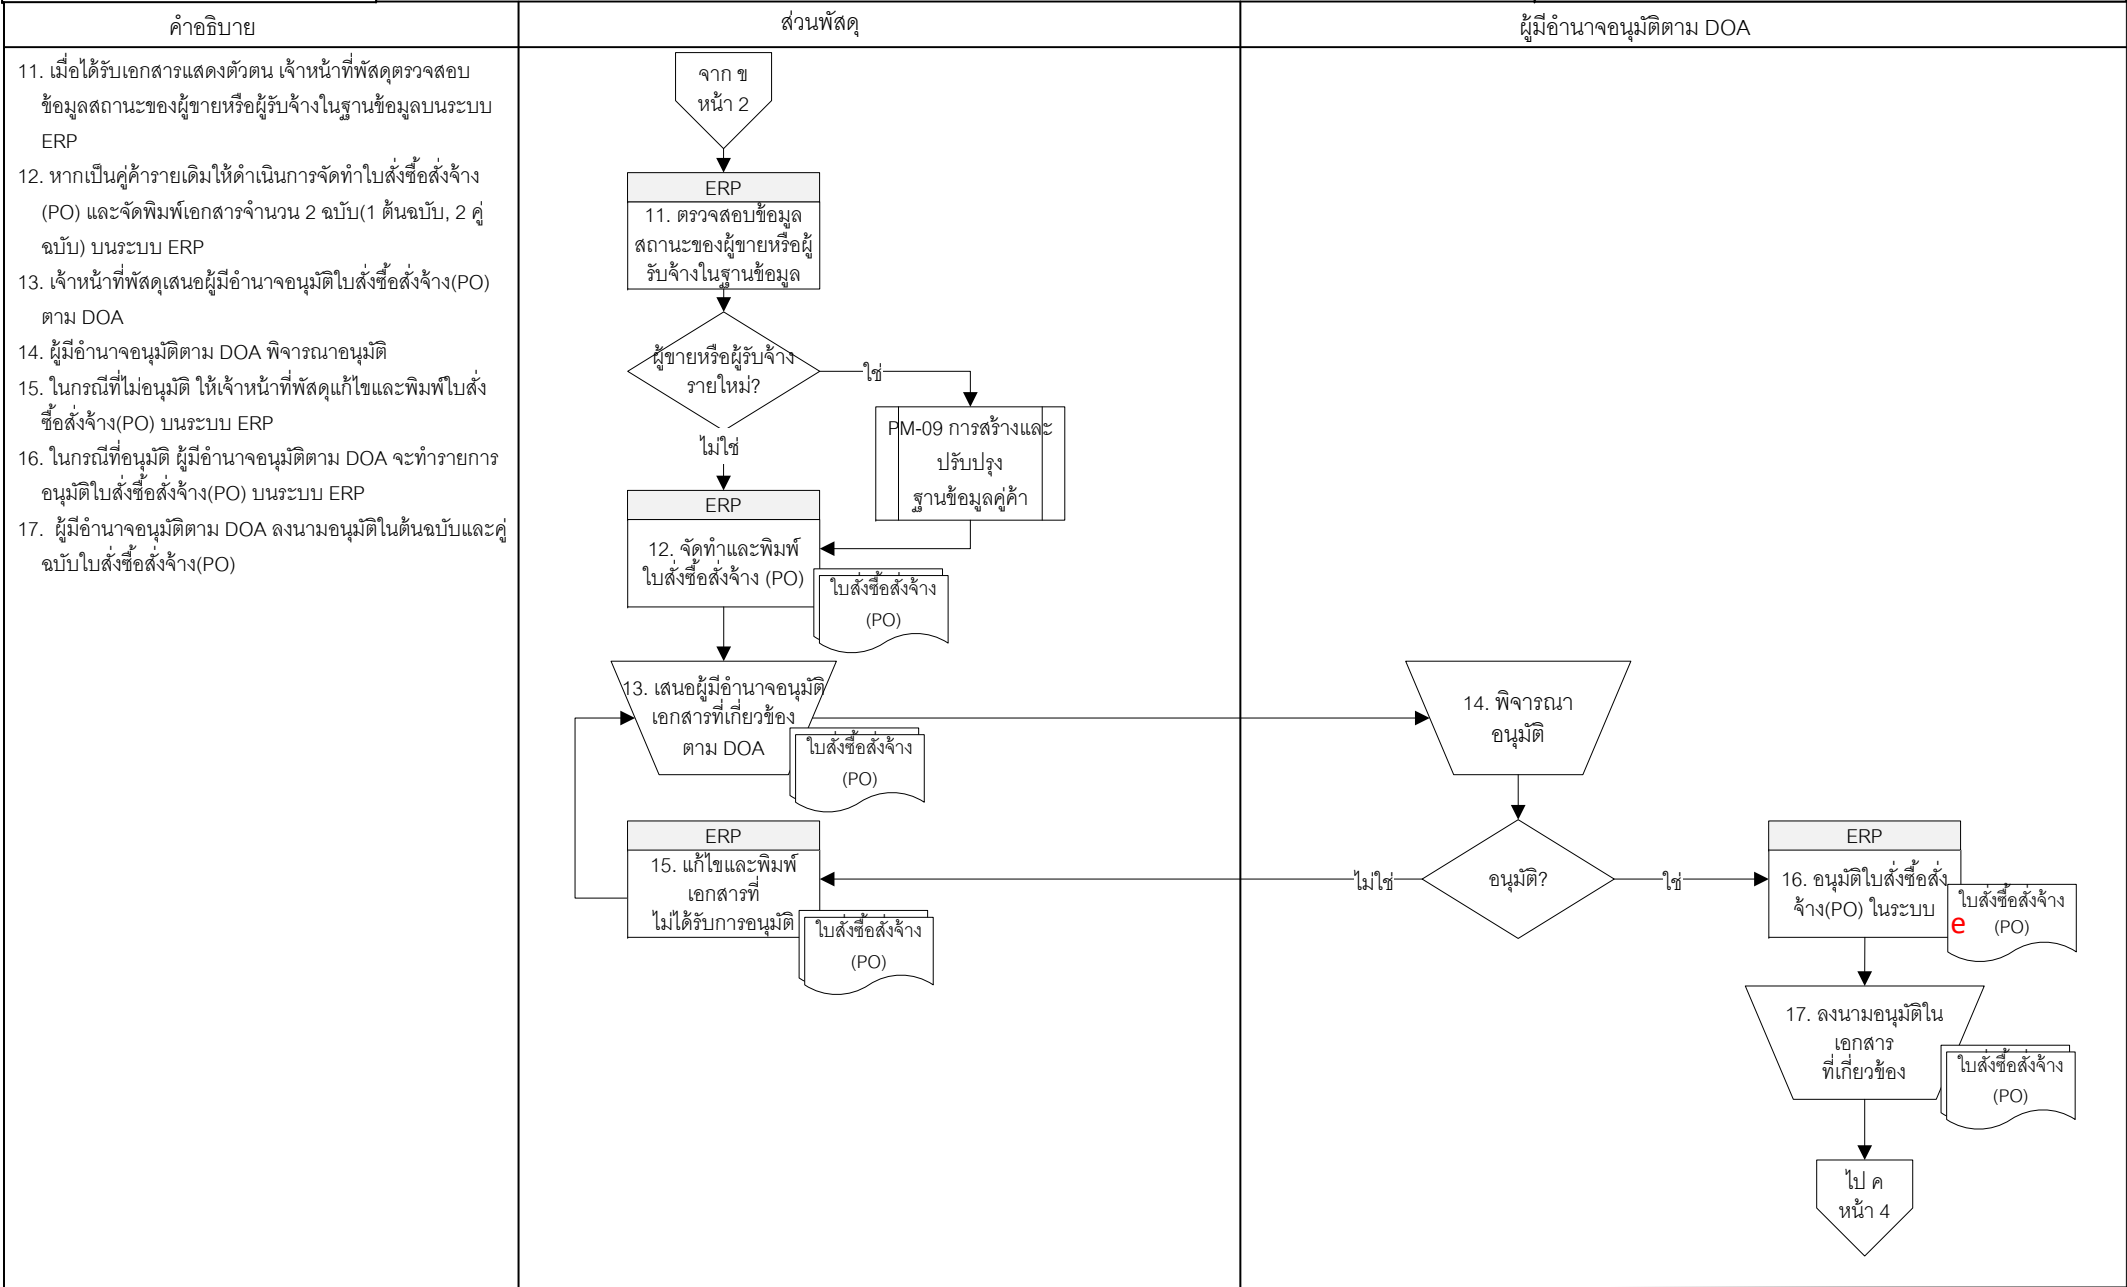 คำอธิบาย
ส่วนพัสดุ
ผู้มีอำนาจอนุมัติตาม DOA
11. เมื่อได้รับเอกสารแสดงตัวตน เจ้าหน้าที่พัสดุตรวจสอบ
ข้อมูลสถานะของผู้ขายหรือผู้รับจ้างในฐานข้อมูลบนระบบ
ERP
12. หากเป็นคู่ค้ารายเดิมให้ดำเนินการจัดทำใบสั่งซื้อสั่งจ้าง
(PO) และจัดพิมพ์เอกสารจำนวน 2 ฉบับ(1 ต้นฉบับ, 2 คู่
ฉบับ) บนระบบ ERP
13. เจ้าหน้าที่พัสดุเสนอผู้มีอำนาจอนุมัติใบสั่งซื้อสั่งจ้าง(PO)
ตาม DOA
14. ผู้มีอำนาจอนุมัติตาม DOA พิจารณาอนุมัติ
15. ในกรณีที่ไม่อนุมัติ ให้เจ้าหน้าที่พัสดุแก้ไขและพิมพ์ใบสั่ง
ซื้อสั่งจ้าง(PO) บนระบบ ERP
16. ในกรณีที่อนุมัติ ผู้มีอำนาจอนุมัติตาม DOA จะทำรายการ
อนุมัติใบสั่งซื้อสั่งจ้าง(PO) บนระบบ ERP
17. ผู้มีอำนาจอนุมัติตาม DOA ลงนามอนุมัติในต้นฉบับและคู่
ฉบับใบสั่งซื้อสั่งจ้าง(PO)
จาก ข
หน้า 2
ERP
11. ตรวจสอบข้อมูล
สถานะของผู้ขายหรือผู้
รับจ้างในฐานข้อมูล
ผู้ขายหรือผู้รับจ้าง
รายใหม่?
ใช่
ไม่ใช่
PM-09 การสร้างและ
ปรับปรุง
ฐานข้อมูลคู่ค้า
ERP
12. จัดทำและพิมพ์
ใบสั่งซื้อสั่งจ้าง (PO)
ใบสั่งซื้อสั่งจ้าง
(PO)
13. เสนอผู้มีอำนาจอนุมัติ
เอกสารที่เกี่ยวข้อง
ตาม DOA
ใบสั่งซื้อสั่งจ้าง
(PO)
14. พิจารณา
อนุมัติ
ERP
15. แก้ไขและพิมพ์
เอกสารที่
ไม่ได้รับการอนุมัติ
ใบสั่งซื้อสั่งจ้าง
(PO)
ไม่ใช่
อนุมัติ?
ใช่
ERP
16. อนุมัติใบสั่งซื้อสั่ง
จ้าง(PO) ในระบบ
ใบสั่งซื้อสั่งจ้าง
e (PO)
17. ลงนามอนุมัติใน
เอกสาร
ที่เกี่ยวข้อง
ใบสั่งซื้อสั่งจ้าง
(PO)
ไป ค
หน้า 4